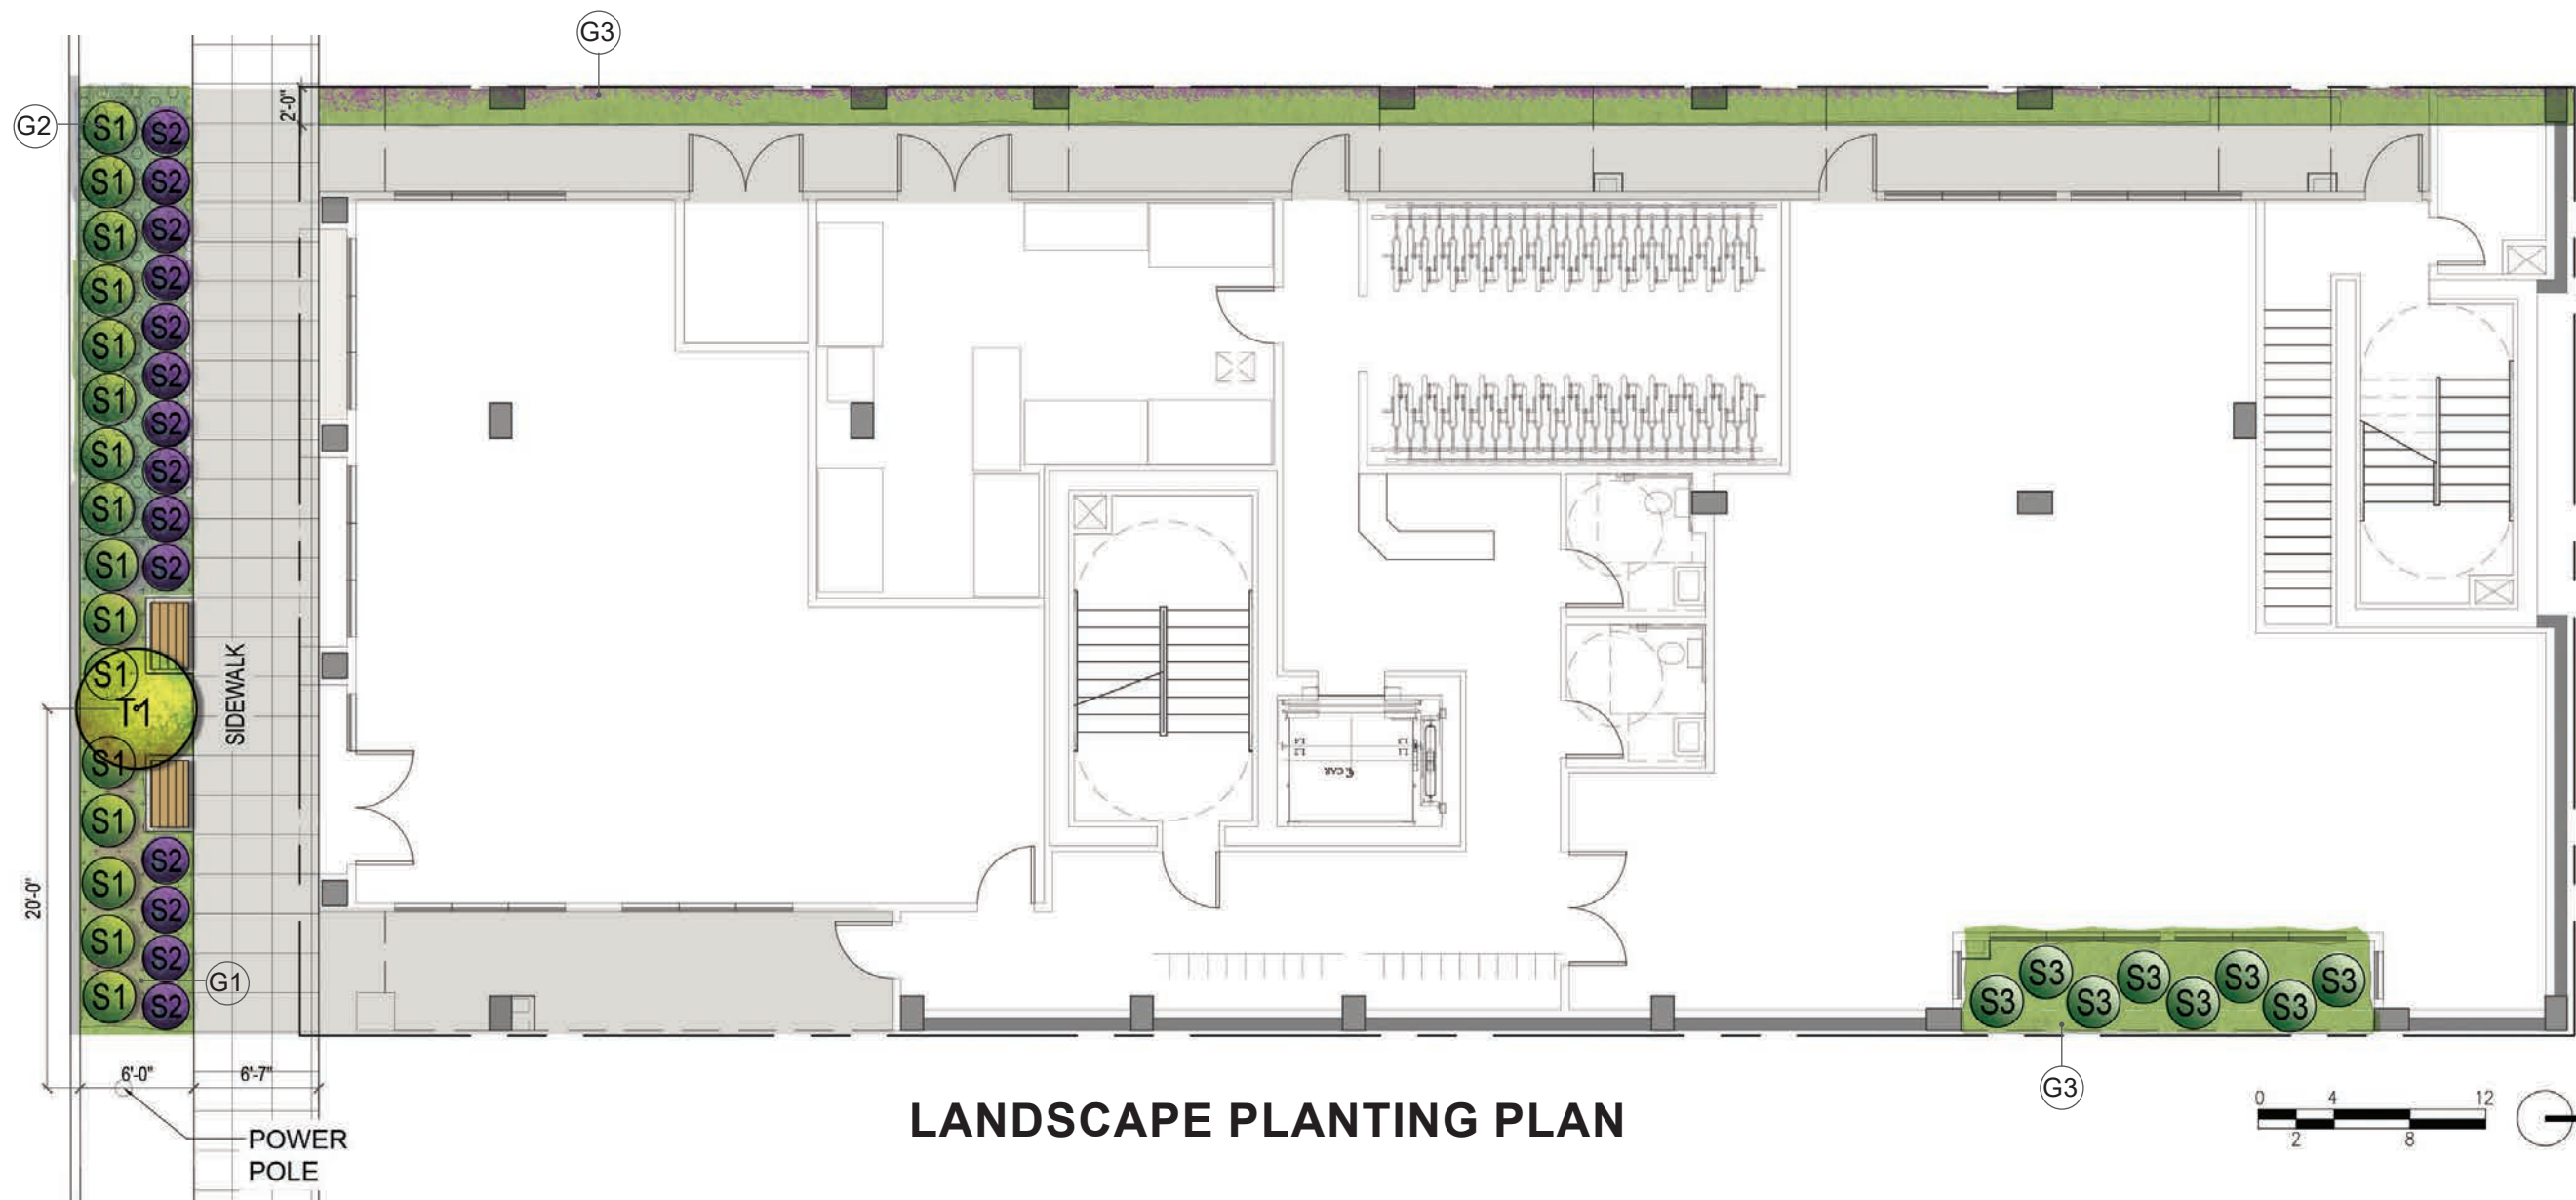 G3
G2
2'-0"
S1 S2
S1 S2
S1 S2
S1 S2
S1 S2
S1 S2
S1 S2
S1 S2
S1 S2
S1 S2
S1
S1
T1
S1
S1
S1 S2
S1 S2
S1 S2
S2
SIDEWALK
G1
20'-0"
6'-0"
6'-7"
POWER
POLE
CAR
S3 S3 S3 S3 S3 S3 S3 S3
G3
LANDSCAPE PLANTING PLAN
0 4 12
2 8